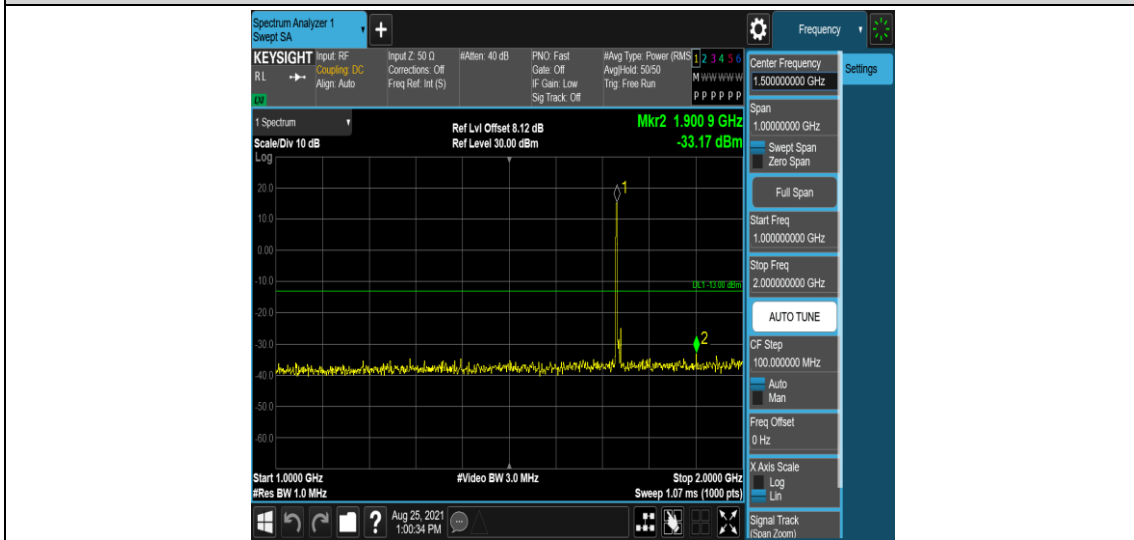 Spectrum Analyzer 1
Swept SA
+
Frequency
KEYSIGHT
RL
LXI
Input: RF
Coupling: DC
Align: Auto
Input Z: 50 Ω
Corrections: Off
Freq Ref: Int (S)
#Atten: 40 dB
PNO: Fast
Gate: Off
IF Gain: Low
Sig Track: Off
#Avg Type: Power (RMS
Avg|Hold: 50/50
Trig: Free Run
1 2 3 4 5 6
M W W W W W
P P P P P P
Center Frequency
1.500000000 GHz
Settings
1 Spectrum
Scale/Div 10 dB
Log
Ref Lvl Offset 8.12 dB
Ref Level 30.00 dBm
Mkr2 1.900 9 GHz
-33.17 dBm
Span
1.00000000 GHz
Swept Span
Zero Span
Full Span
Start Freq
1.000000000 GHz
Stop Freq
2.000000000 GHz
AUTO TUNE
CF Step
100.000000 MHz
Auto
Man
Freq Offset
0 Hz
X Axis Scale
Log
Lin
Signal Track
(Span Zoom)
20.0
10.0
0.00
-10.0
-20.0
-30.0
-40.0
-50.0
-60.0
1
DL1 -13.00 dBm
2
Start 1.0000 GHz
#Res BW 1.0 MHz
#Video BW 3.0 MHz
Stop 2.0000 GHz
Sweep 1.07 ms (1000 pts)
?
Aug 25, 2021
1:00:34 PM